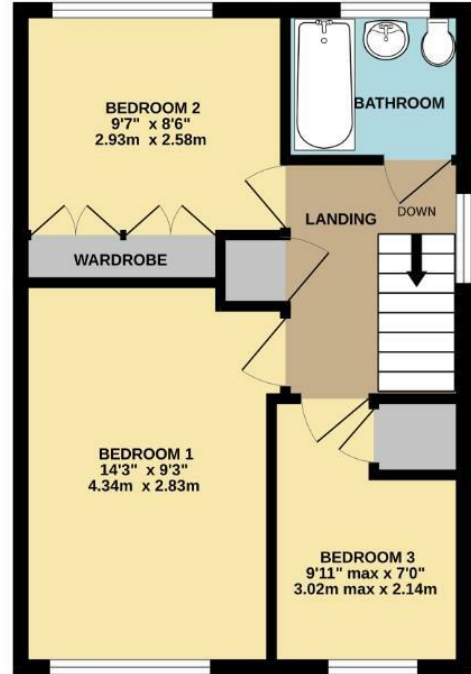 BEDROOM 2
9'7" x 8'6"
2.93m x 2.58m
BATHROOM
LANDING
DOWN
WARDROBE
BEDROOM 1
14'3" x 9'3"
4.34m x 2.83m
BEDROOM 3
9'11" max x 7'0"
3.02m max x 2.14m